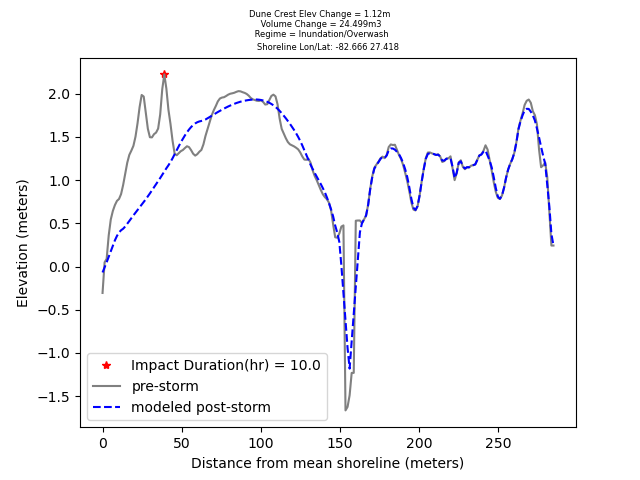 Dune Crest Elev Change = 1.12m
Volume Change = 24.499m3
Regime = Inundation/Overwash
Shoreline Lon/Lat: -82.666 27.418
2.0
1.5
1.0
0.5
0.0
−0.5
−1.0
−1.5
Elevation (meters)
Impact Duration(hr) = 10.0
pre-storm
modeled post-storm
0 50 100 150 200 250
Distance from mean shoreline (meters)